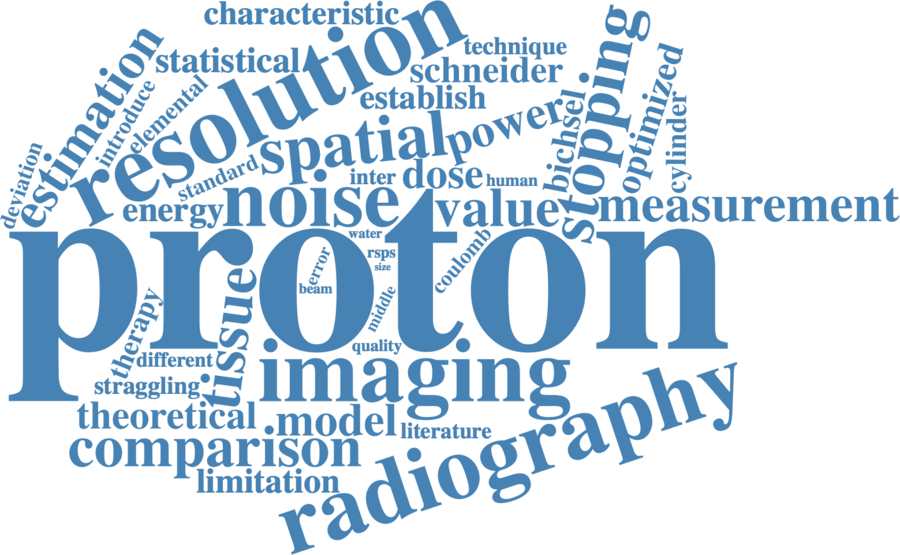 characteristic
resolution
technique
statistical
schneider
estimation
introduce
elemental
establish
stopping
optimized
bichsel
cylinder
spatial
power
standard
inter
dose
human
deviation
energy
noise
value
measurement
proton
water
rsps
size
error
beam
coulomb
middle
quality
therapy
tissue
different
imaging
straggling
radiography
theoretical
model
literature
comparison
limitation